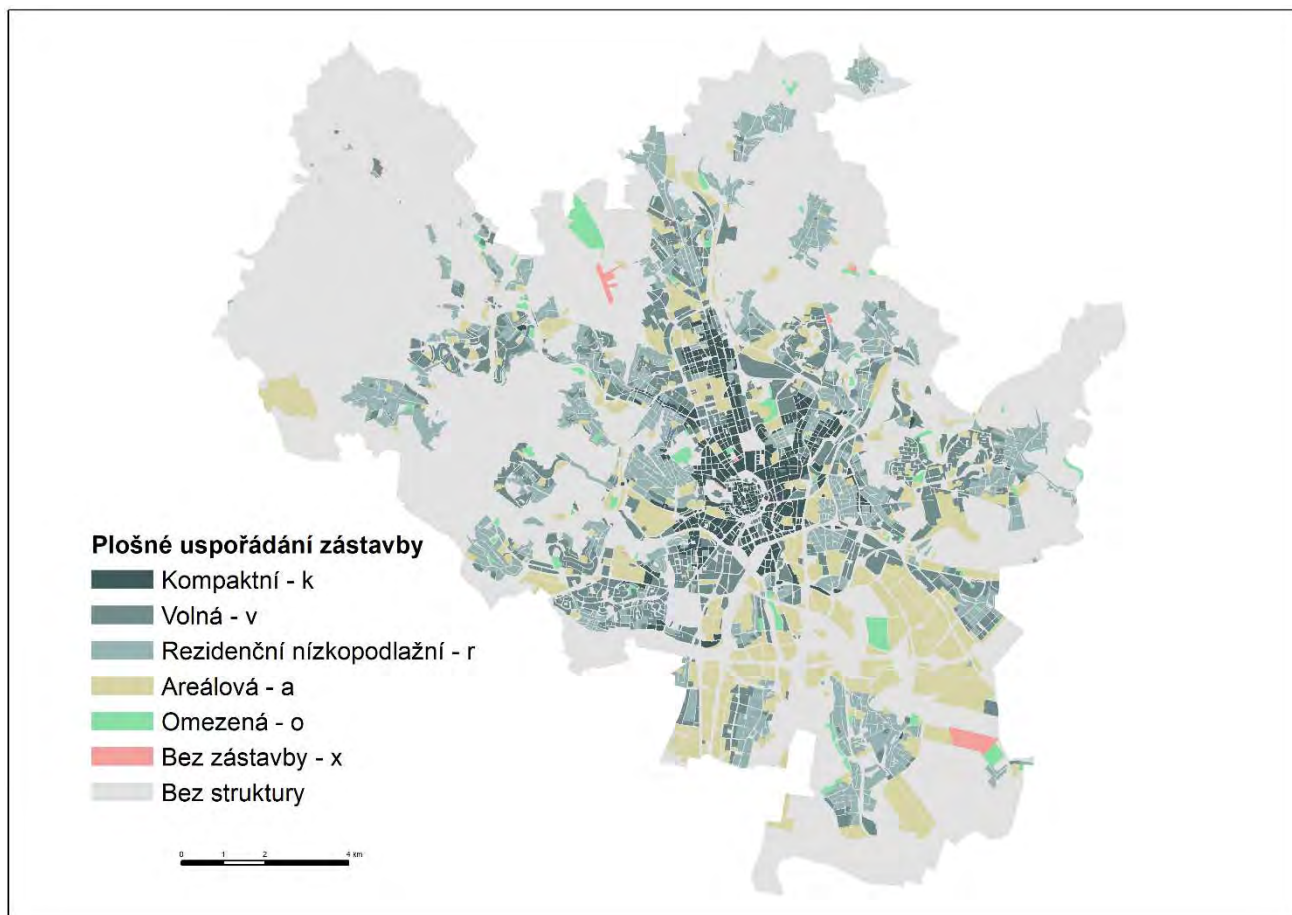 Plošné uspořádání zástavby
Kompaktní - k
Volná - v
Rezidenční nízkopodlažní - r
Areálová - a
Omezená - o
Bez zástavby - x
Bez struktury
0 1 2 4 km